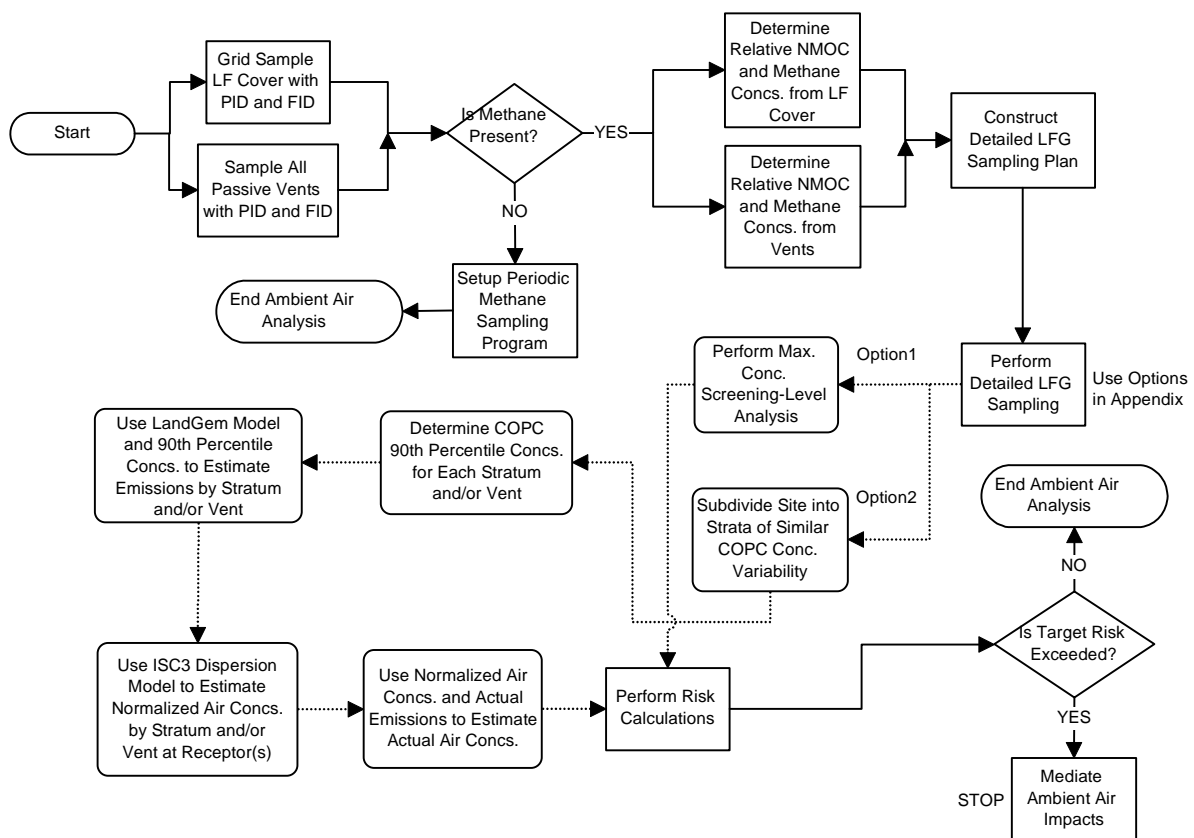 Start
Grid Sample
LF Cover with
PID and FID
Sample All
Passive Vents
with PID and FID
Is Methane
Present?
YES
NO
Setup Periodic
Methane
Sampling
Program
End Ambient Air
Analysis
Determine
Relative NMOC
and Methane
Concs. from LF
Cover
Determine
Relative NMOC
and Methane
Concs. from
Vents
Construct
Detailed LFG
Sampling Plan
Perform
Detailed LFG
Sampling
Use Options
in Appendix
Option1
Perform Max.
Conc.
Screening-Level
Analysis
Option2
Subdivide Site into
Strata of Similar
COPC Conc.
Variability
Determine COPC
90th Percentile Concs.
for Each Stratum
and/or Vent
Use LandGem Model
and 90th Percentile
Concs. to Estimate
Emissions by Stratum
and/or Vent
Use ISC3 Dispersion
Model to Estimate
Normalized Air Concs.
by Stratum and/or
Vent at Receptor(s)
Use Normalized Air
Concs. and Actual
Emissions to Estimate
Actual Air Concs.
Perform Risk
Calculations
Is Target Risk
Exceeded?
NO
End Ambient Air
Analysis
YES
STOP
Mediate
Ambient Air
Impacts